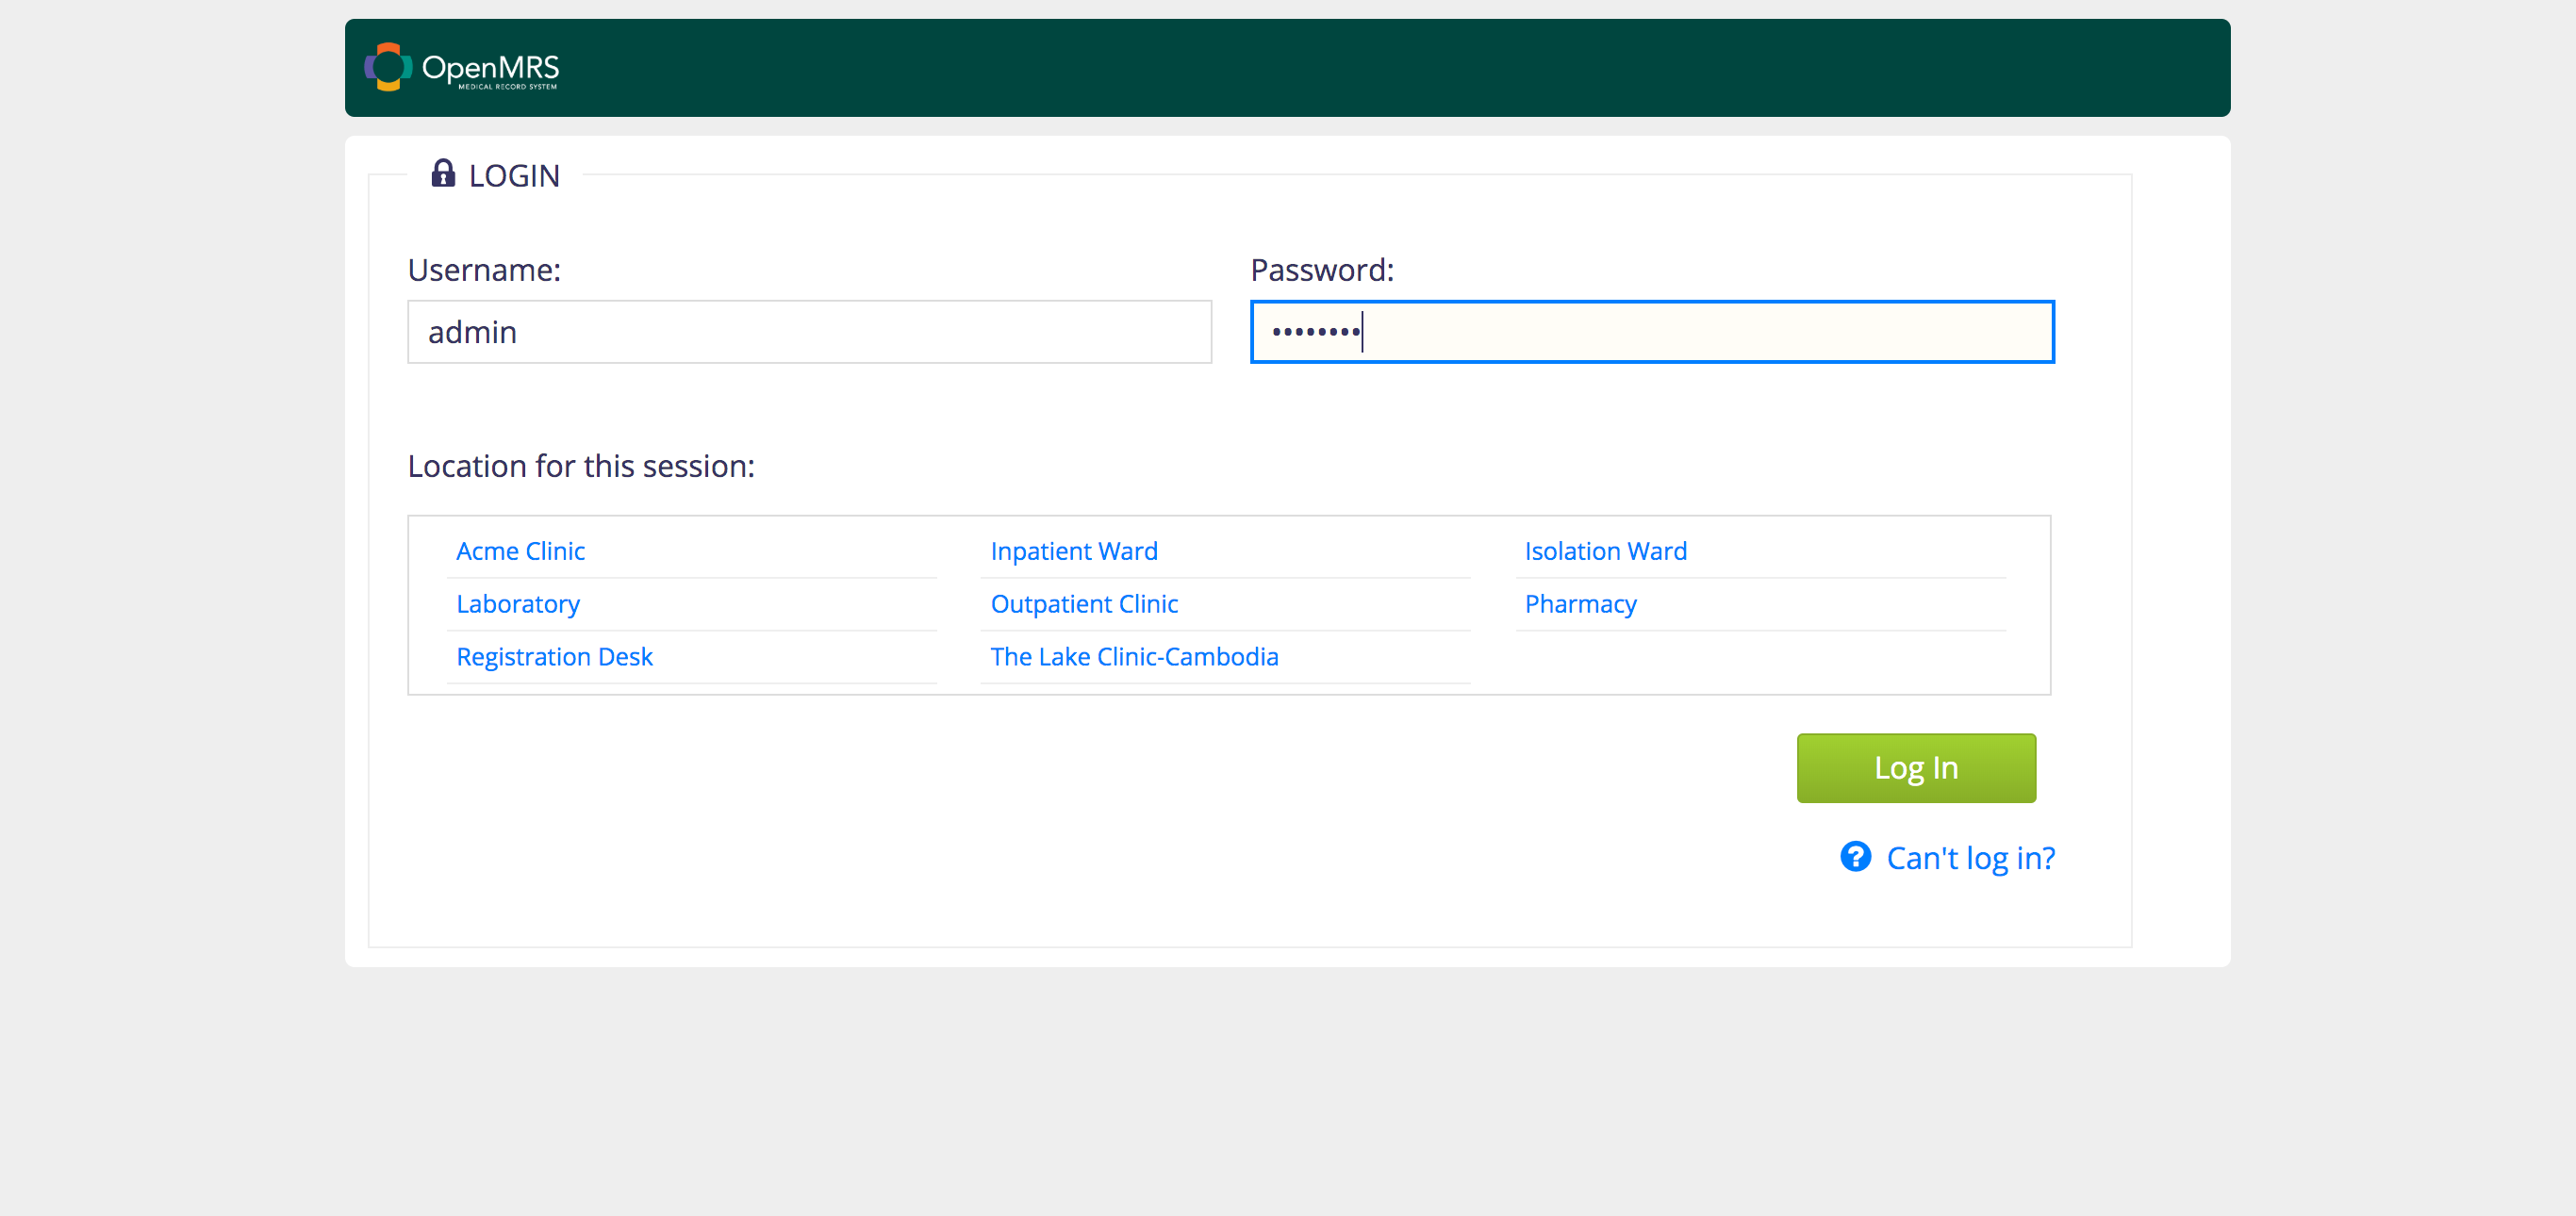 OpenMRS
MEDICAL RECORD SYSTEM
LOGIN
Username: Password:
admin ••••••••
Location for this session:
Acme Clinic Inpatient Ward Isolation Ward
Laboratory Outpatient Clinic Pharmacy
Registration Desk The Lake Clinic-Cambodia
Log In
? Can't log in?